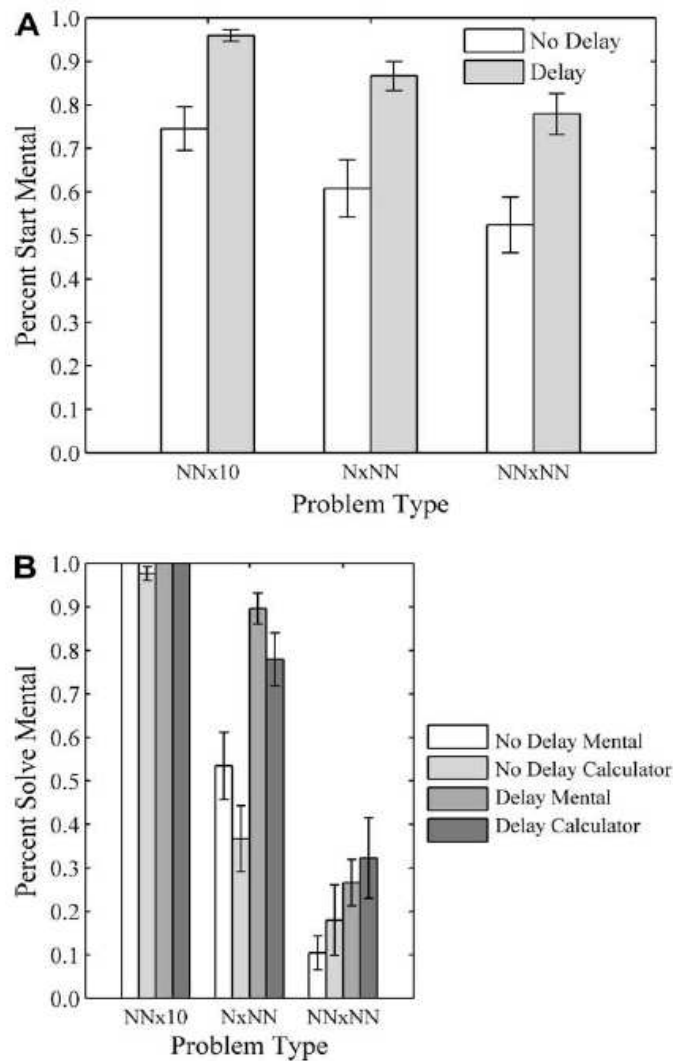 A
Percent Start Mental
1.0
0.9
0.8
0.7
0.6
0.5
0.4
0.3
0.2
0.1
0.0
No Delay
Delay
NNx10 NxNN NNxNN
Problem Type
B
Percent Solve Mental
1.0
0.9
0.8
0.7
0.6
0.5
0.4
0.3
0.2
0.1
0.0
No Delay Mental
No Delay Calculator
Delay Mental
Delay Calculator
NNx10 NxNN NNxNN
Problem Type